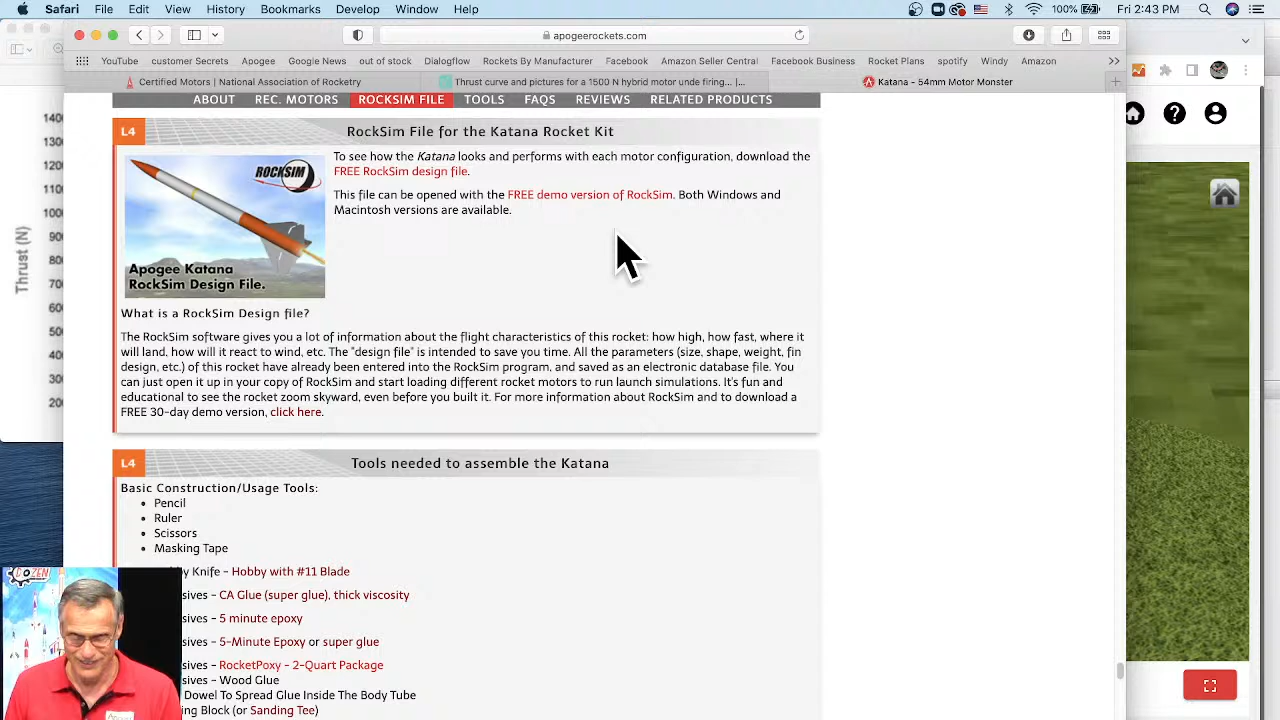 Safari File Edit View History Bookmarks Develop Window Help
100% Fri 2:43 PM
apogeerockets.com
YouTube customer Secrets Apogee Google News out of stock Dialogflow Rockets By Manufacturer Facebook Amazon Seller Central Facebook Business Rocket Plans spotify Windy Amazon
Certified Motors | National Association of Rocketry
Thrust curve and pictures for a 1500 N hybrid motor unde firing... |...
Katana - 54mm Motor Monster
ABOUT REC. MOTORS ROCKSIM FILE TOOLS FAQS REVIEWS RELATED PRODUCTS
L4 RockSim File for the Katana Rocket Kit
ROCKSIM
Apogee Katana
RockSim Design File.
To see how the Katana looks and performs with each motor configuration, download the
FREE RockSim design file.
This file can be opened with the FREE demo version of RockSim. Both Windows and
Macintosh versions are available.
What is a RockSim Design file?
The RockSim software gives you a lot of information about the flight characteristics of this rocket: how high, how fast, where it
will land, how will it react to wind, etc. The "design file" is intended to save you time. All the parameters (size, shape, weight, fin
design, etc.) of this rocket have already been entered into the RockSim program, and saved as an electronic database file. You
can just open it up in your copy of RockSim and start loading different rocket motors to run launch simulations. It's fun and
educational to see the rocket zoom skyward, even before you built it. For more information about RockSim and to download a
FREE 30-day demo version, click here.
L4 Tools needed to assemble the Katana
Basic Construction/Usage Tools:
• Pencil
• Ruler
• Scissors
• Masking Tape
Knife - Hobby with #11 Blade
sives - CA Glue (super glue), thick viscosity
sives - 5 minute epoxy
sives - 5-Minute Epoxy or super glue
sives - RocketPoxy - 2-Quart Package
sives - Wood Glue
Dowel To Spread Glue Inside The Body Tube
ing Block (or Sanding Tee)
Thrust (N)